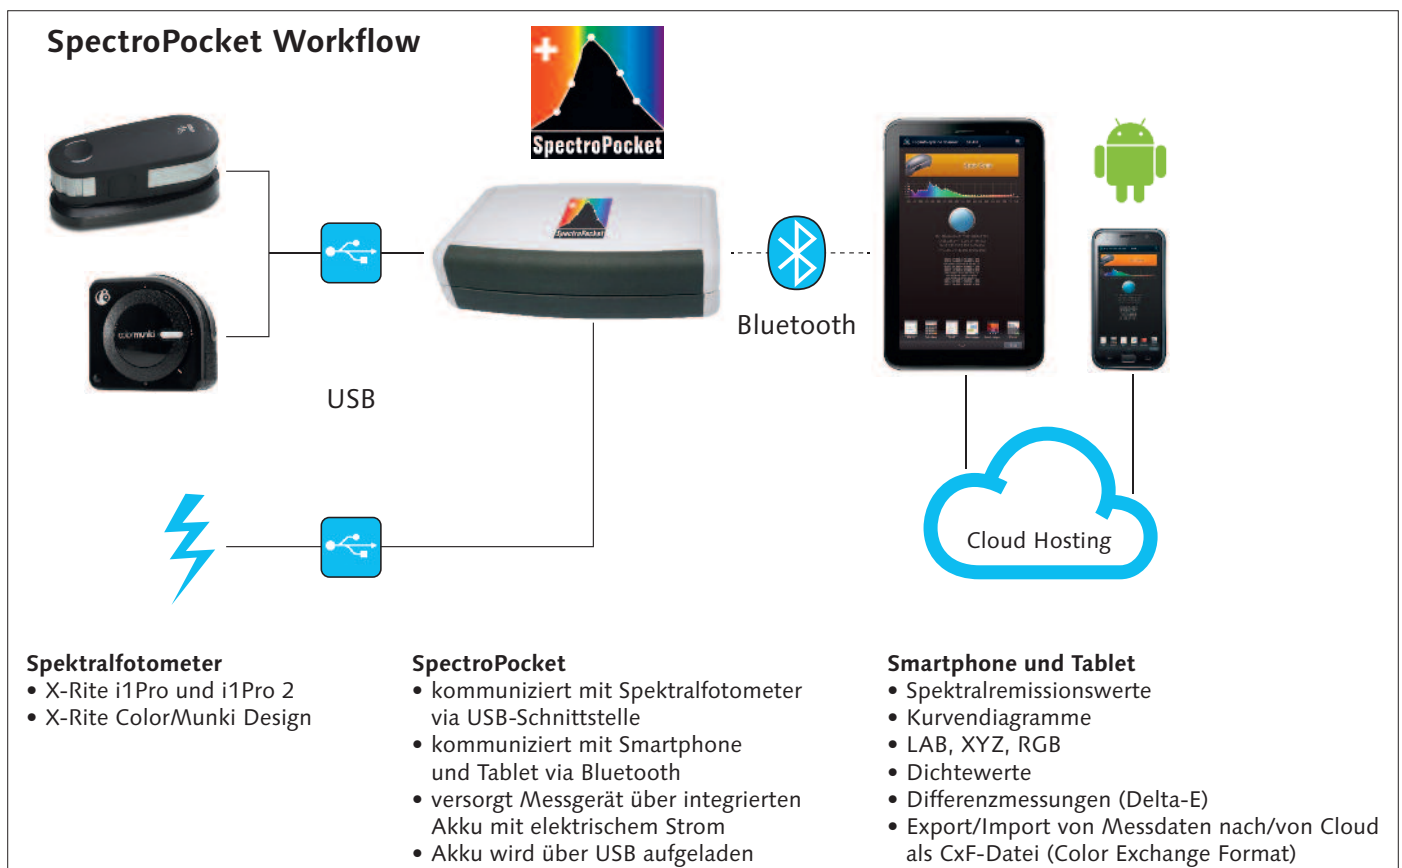 SpectroPocket Workflow
SpectroPocket
SpectroPocket
colormunki
USB
Bluetooth
Cloud Hosting
Spektralfotometer
• X-Rite i1Pro und i1Pro 2
• X-Rite ColorMunki Design
SpectroPocket
• kommuniziert mit Spektralfotometer
via USB-Schnittstelle
• kommuniziert mit Smartphone
und Tablet via Bluetooth
• versorgt Messgerät über integrierten
Akku mit elektrischem Strom
• Akku wird über USB aufgeladen
Smartphone und Tablet
• Spektralremissionswerte
• Kurvendiagramme
• LAB, XYZ, RGB
• Dichtewerte
• Differenzmessungen (Delta-E)
• Export/Import von Messdaten nach/von Cloud
als CxF-Datei (Color Exchange Format)